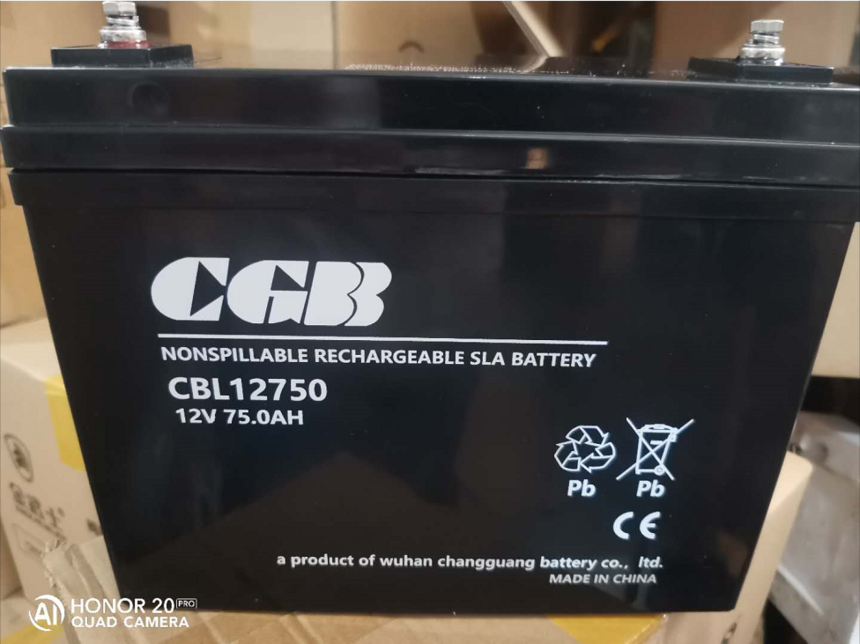 CGB
NONSPILLABLE RECHARGEABLE SLA BATTERY
CBL12750
12V 75.0AH
Pb Pb
CE
a product of wuhan changguang battery co., ltd.
MADE IN CHINA
AI HONOR 20 PRO
QUAD CAMERA